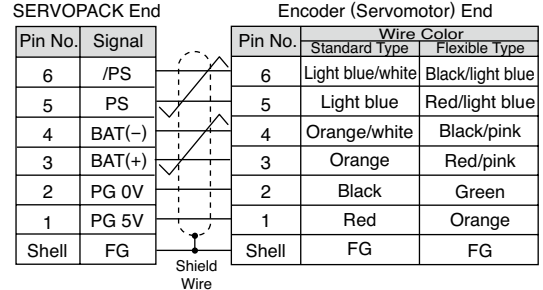 SERVOPACK End Encoder (Servomotor) End
Pin No. Signal Pin No. Wire Color
Standard Type Flexible Type
6 /PS 6 Light blue/white Black/light blue
5 PS 5 Light blue Red/light blue
4 BAT(−) 4 Orange/white Black/pink
3 BAT(+) 3 Orange Red/pink
2 PG 0V 2 Black Green
1 PG 5V 1 Red Orange
Shell FG Shell FG FG
Shield
Wire